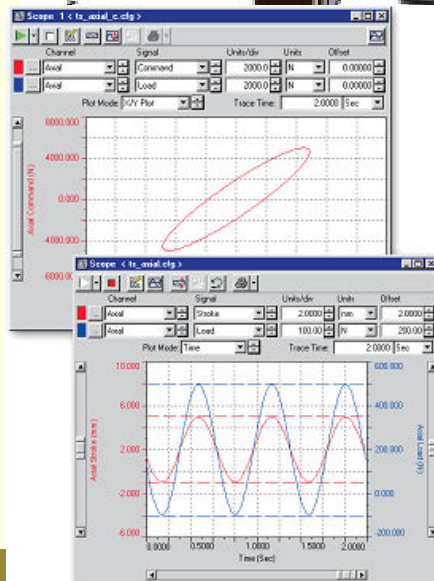 Scope 1 < ts_axial_c.cfg >
Channel Signal Units/div Units Offset
Axial Command 2000.0 N 0.00000
Axial Load 2000.0 N 0.00000
Plot Mode: X/Y Plot Trace Time: 2.0000 Sec
8000.000
4000.000
0.000
-4000.000
Axial Command (N)
Scope < ts_axial.cfg >
Channel Signal Units/div Units Offset
Axial Stroke 2.0000 mm 2.0000
Axial Load 100.00 N 200.00
Plot Mode: Time Trace Time: 2.0000 Sec
10.000 600.000
6.000 400.000
2.000 200.000
-2.000 0.000
-6.000 -200.000
Axial Stroke (mm)
Axial Load (N)
0.0000 0.5000 1.0000 1.5000 2.0000
Time (Sec)